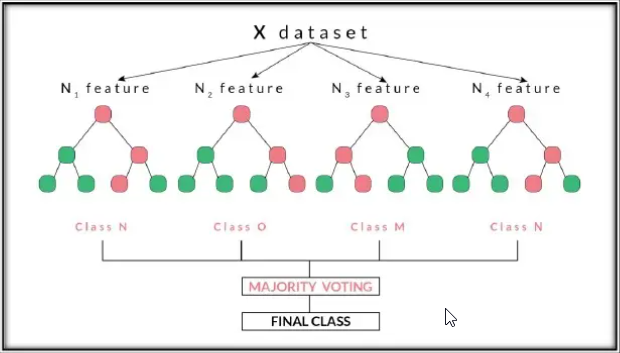 X dataset
N₁ feature N₂ feature N₃ feature N₄ feature
Class N Class O Class M Class N
MAJORITY VOTING
FINAL CLASS